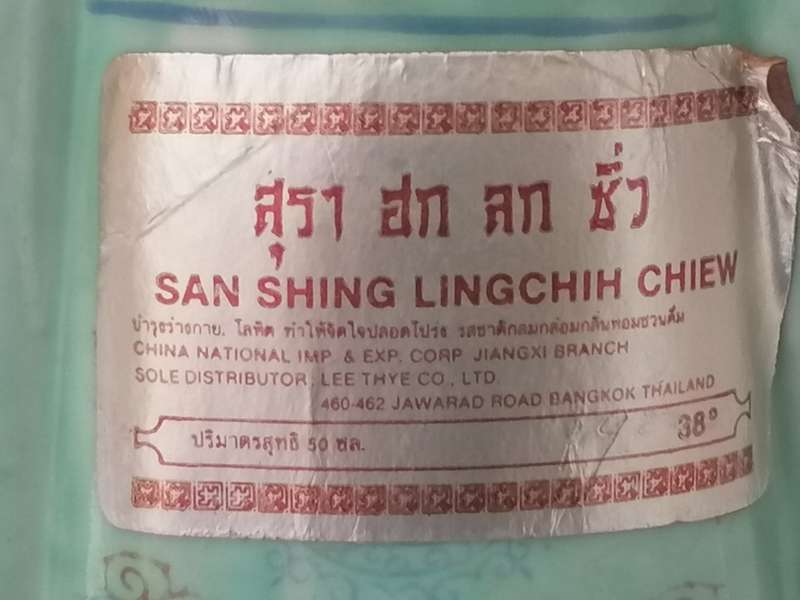 สุรา ฮก ลก ซิ่ว
SAN SHING LINGCHIH CHIEW
บำรุงร่างกาย. โลหิต ทำให้จิตใจปลอดโปร่ง รสชาติกลมกล่อมกลิ่นหอมชวนดื่ม
CHINA NATIONAL IMP. & EXP. CORP. JIANGXI BRANCH
SOLE DISTRIBUTOR, LEE THYE CO., LTD.
460-462 JAWARAD ROAD BANGKOK THAILAND
ปริมาตรสุทธิ 50 ซล. 38°